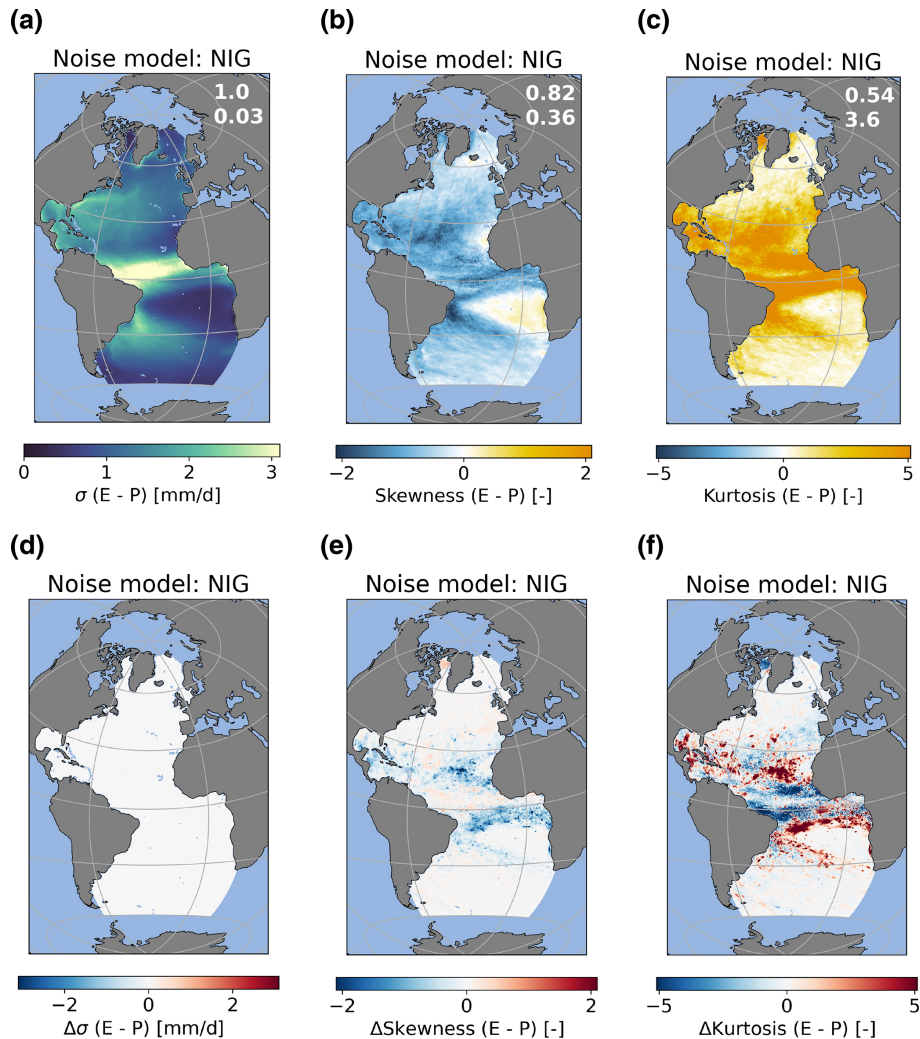 (a)
Noise model: NIG
1.0
0.03
0
1
2
3
σ (E - P) [mm/d]
(b)
Noise model: NIG
0.82
0.36
−2
0
2
Skewness (E - P) [-]
(c)
Noise model: NIG
0.54
3.6
−5
0
5
Kurtosis (E - P) [-]
(d)
Noise model: NIG
−2
0
2
Δσ (E - P) [mm/d]
(e)
Noise model: NIG
−2
0
2
ΔSkewness (E - P) [-]
(f)
Noise model: NIG
−5
0
5
ΔKurtosis (E - P) [-]